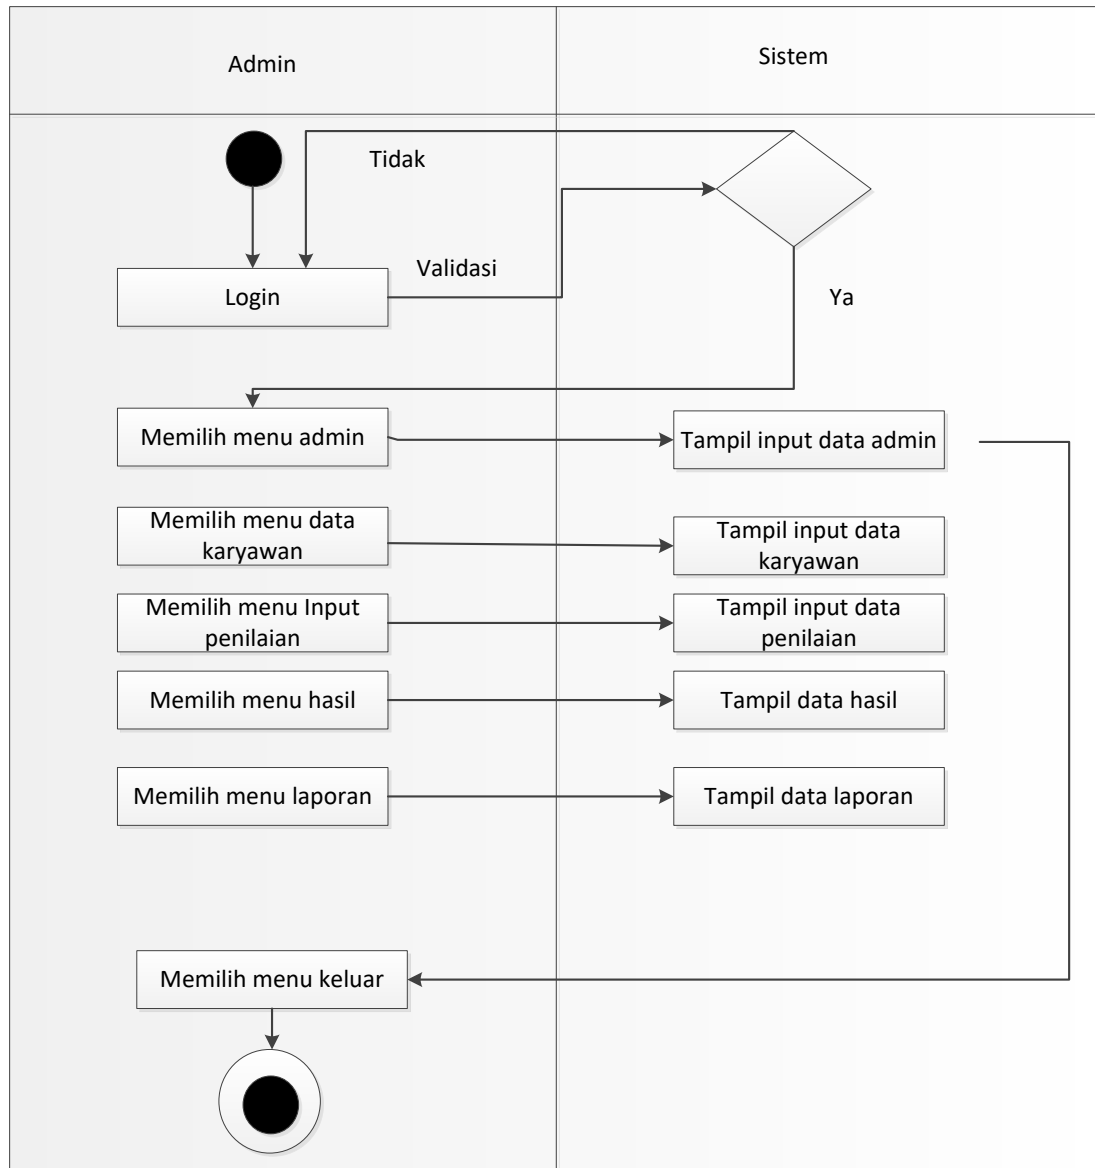 Admin
Sistem
Tidak
Validasi
Login
Ya
Memilih menu admin
Tampil input data admin
Memilih menu data
karyawan
Tampil input data
karyawan
Memilih menu Input
penilaian
Tampil input data
penilaian
Memilih menu hasil
Tampil data hasil
Memilih menu laporan
Tampil data laporan
Memilih menu keluar